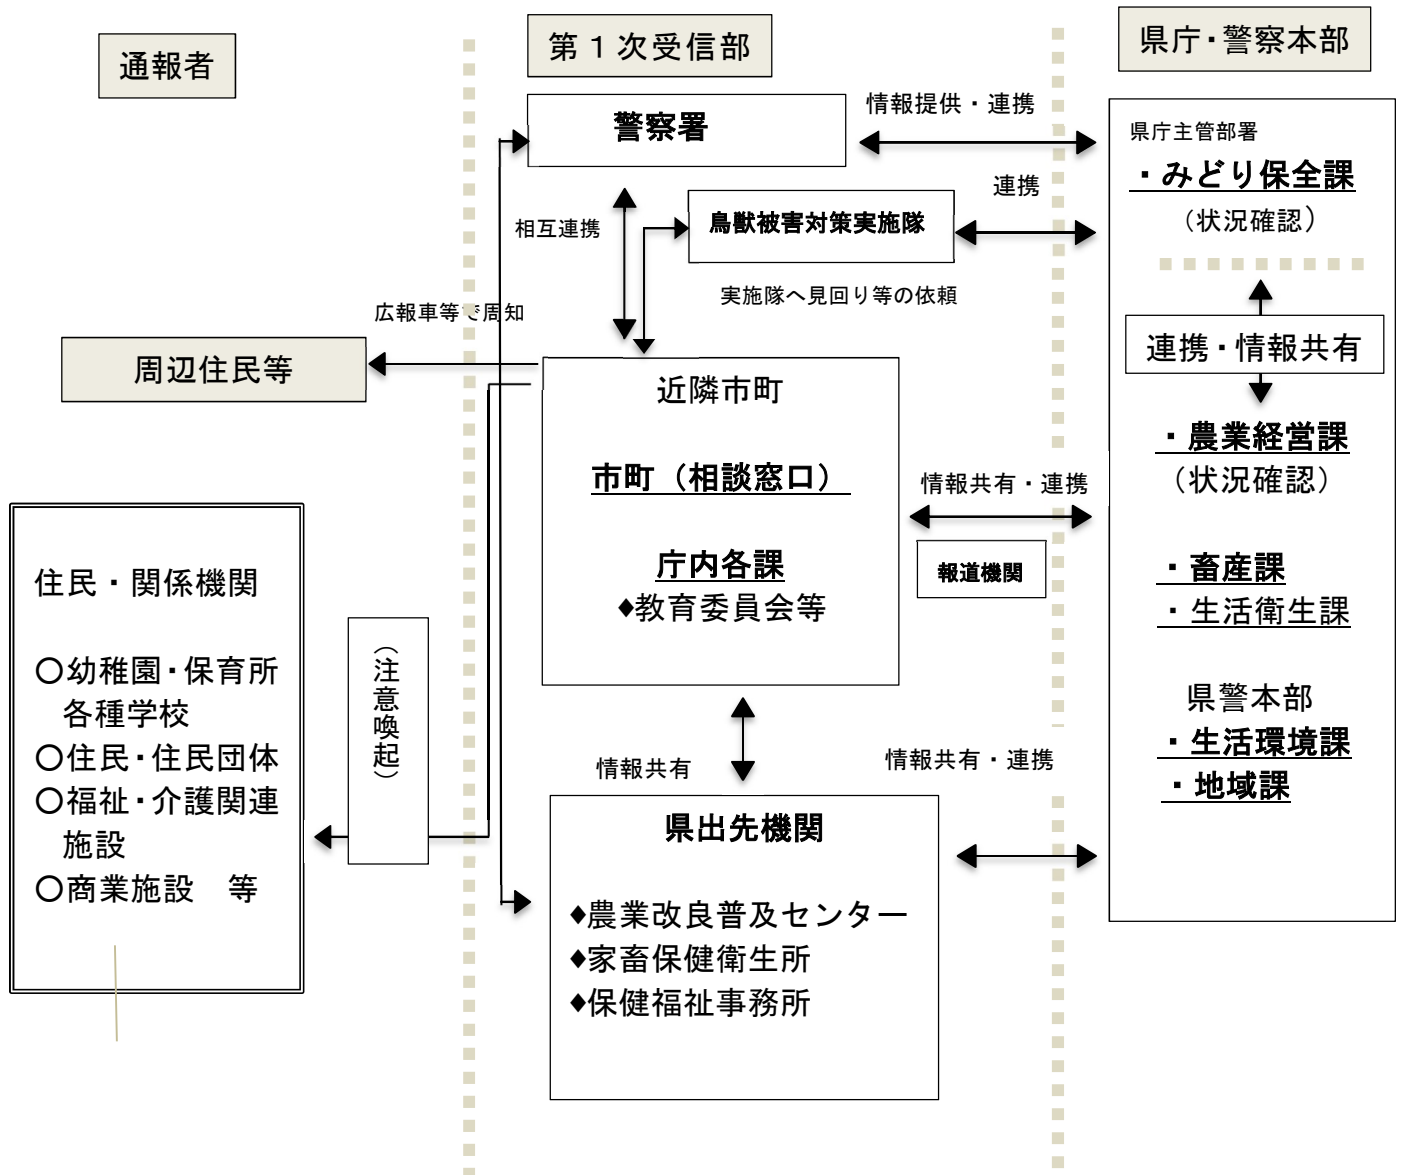 通報者
第１次受信部
県庁・警察本部
警察署
情報提供・連携
相互連携
鳥獣被害対策実施隊
連携
実施隊へ見回り等の依頼
広報車等で周知
周辺住民等
近隣市町
市町（相談窓口）
庁内各課
♦教育委員会等
情報共有・連携
報道機関
県庁主管部署
・みどり保全課
（状況確認）
連携・情報共有
・農業経営課
（状況確認）
・畜産課
・生活衛生課
県警本部
・生活環境課
・地域課
住民・関係機関
〇幼稚園・保育所
各種学校
〇住民・住民団体
〇福祉・介護関連
施設
〇商業施設　等
（注意喚起）
情報共有
情報共有・連携
県出先機関
♦農業改良普及センター
♦家畜保健衛生所
♦保健福祉事務所